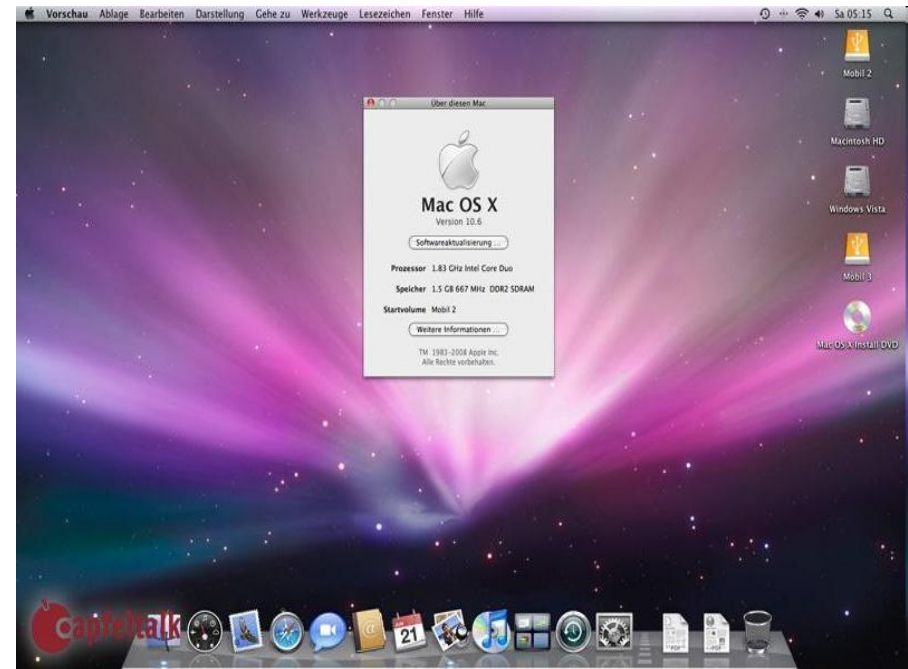 Vorschau Ablage Bearbeiten Darstellung Gehe zu Werkzeuge Lesezeichen Fenster Hilfe Sa 05:15
Mobil 2
Macintosh HD
Windows Vista
Mobil 3
Mac OS X Install DVD
Über diesen Mac
Mac OS X
Version 10.6
Softwareaktualisierung ...
Prozessor 1.83 GHz Intel Core Duo
Speicher 1.5 GB 667 MHz DDR2 SDRAM
Startvolume Mobil 2
Weitere Informationen ...
TM 1983-2008 Apple Inc.
Alle Rechte vorbehalten.
apfeltalk
JUN
21
PDF
PDF